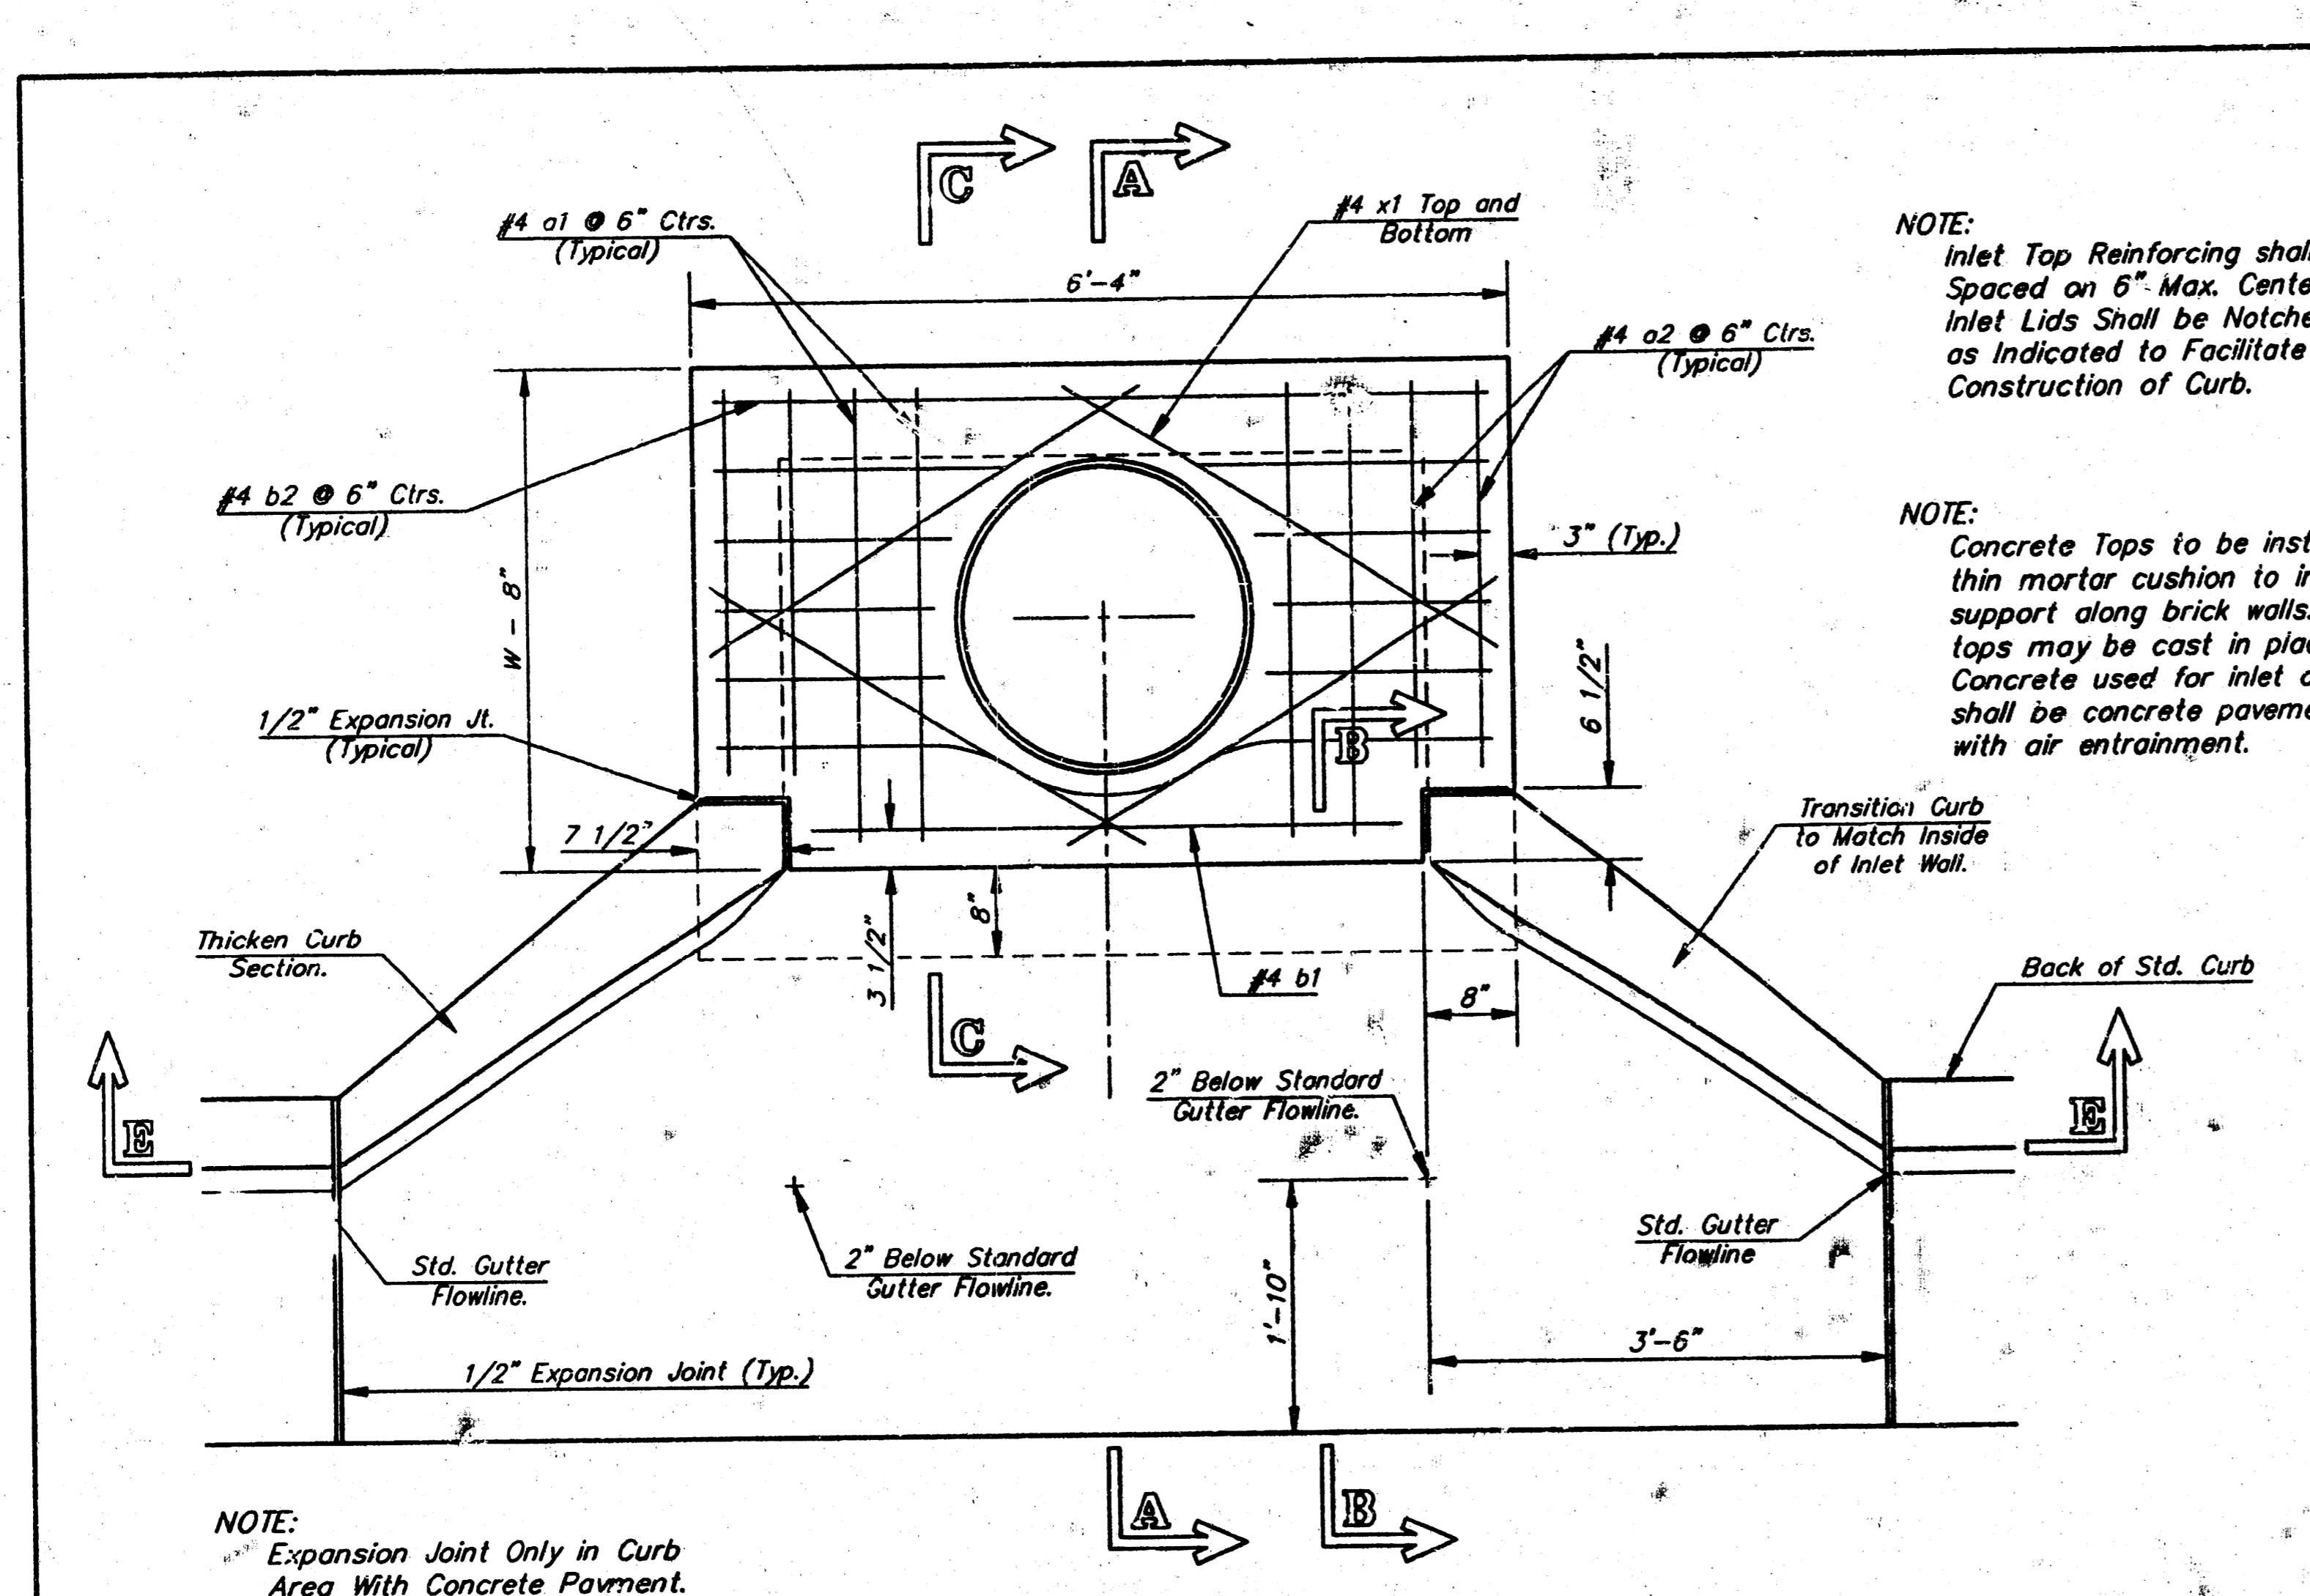 C
A
#4 a1 @ 6" Ctrs.
(Typical)
#4 x1 Top and
Bottom
6'-4"
#4 a2 @ 6" Ctrs.
(Typical)
NOTE:
Inlet Top Reinforcing shall
Spaced on 6" Max.
Inlet Lids Shall be
as Indicated to Facilitate
Construction of Curb.
#4 b2 @ 6" Ctrs.
(Typical)
W - 8"
3" (Typ.)
NOTE:
Concrete Tops to be
thin mortar cushion to
support along brick walls.
tops may be cast in
Concrete used for inlet
shall be concrete
with air entrainment.
6 1/2"
1/2" Expansion Jt.
(Typical)
B
7 1/2"
Transition Curb
to Match Inside
of Inlet Wall.
3 1/2"
8"
#4 b1
8"
Thicken Curb
Section.
Back of Std. Curb
C
2" Below Standard
Gutter Flowline.
E
E
Std. Gutter
Flowline.
2" Below Standard
Gutter Flowline.
1'-10"
Std. Gutter
Flowline
3'-6"
1/2" Expansion Joint (Typ.)
A
B
NOTE:
Expansion Joint Only in Curb
Area With Concrete Pavment.